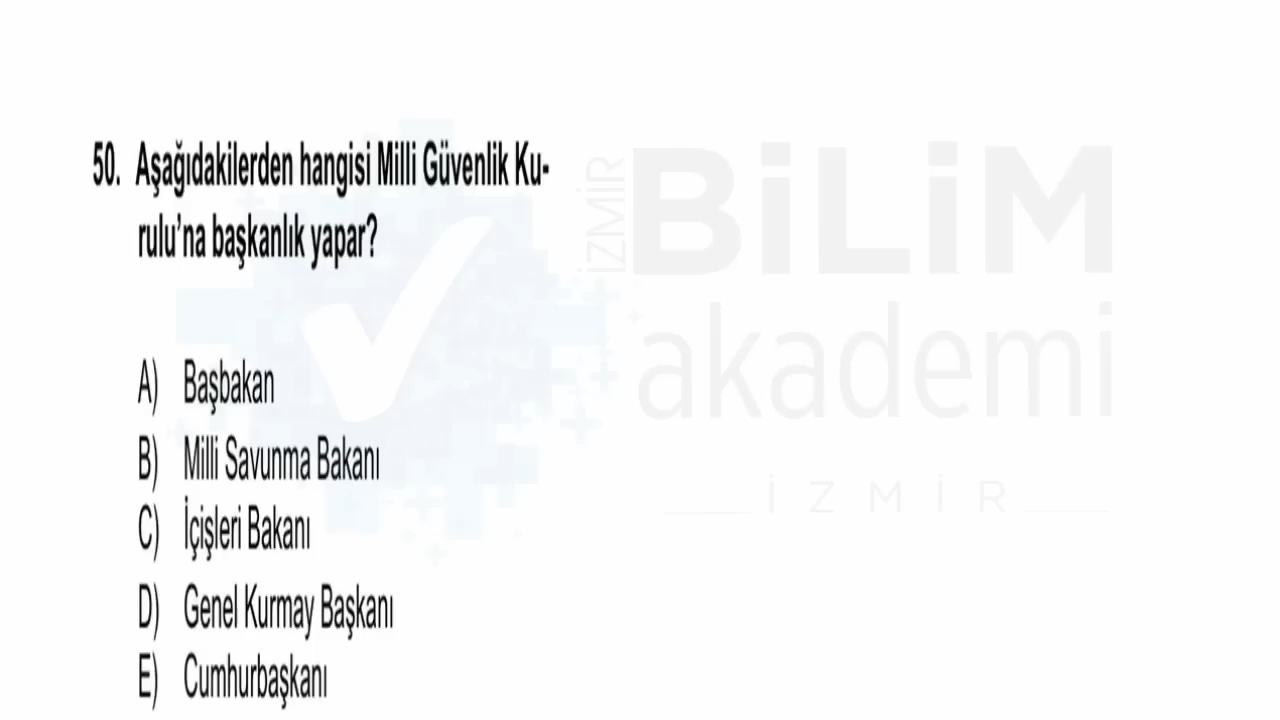 50. Aşağıdakilerden hangisi Milli Güvenlik Ku-
rulu'na başkanlık yapar?
A) Başbakan
B) Milli Savunma Bakanı
C) İçişleri Bakanı
D) Genel Kurmay Başkanı
E) Cumhurbaşkanı
İZMİR
BiLiM
akademi
İZMİR